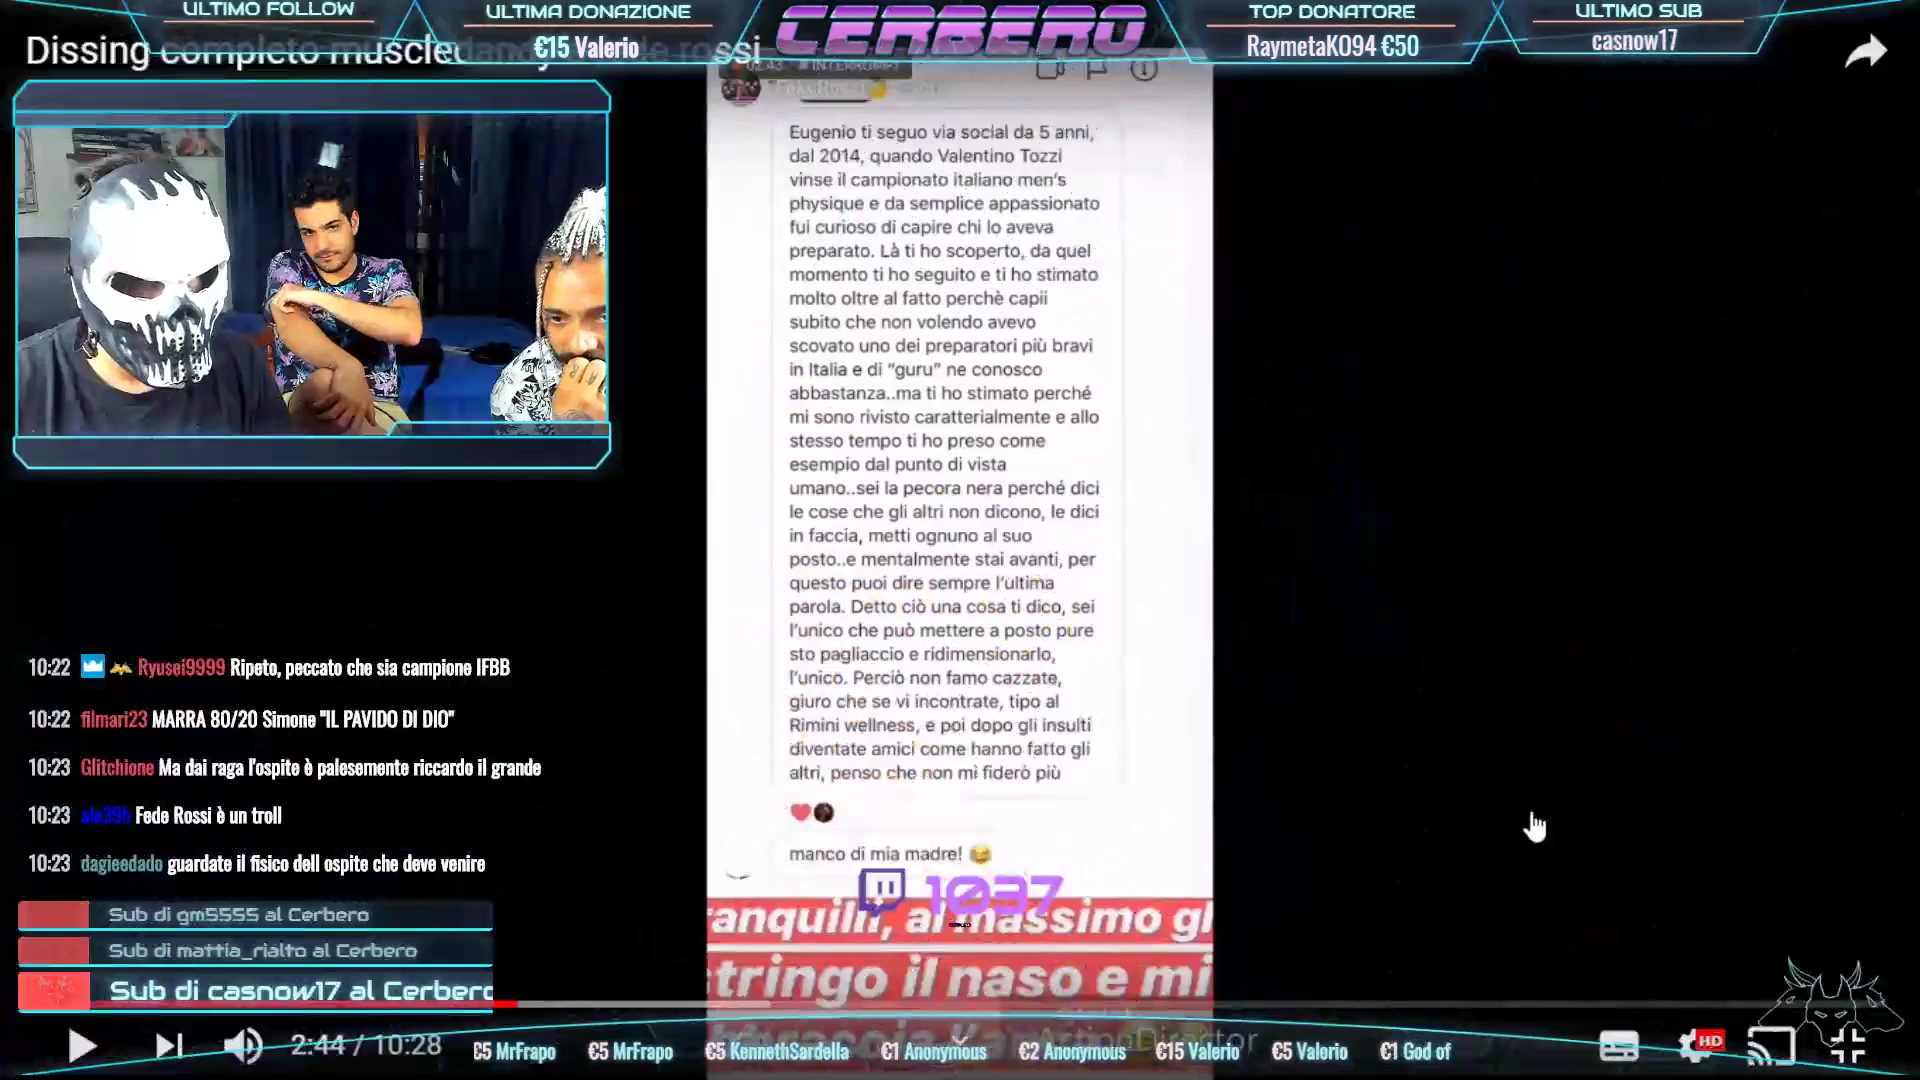 ULTIMO FOLLOW
ULTIMA DONAZIONE
€15 Valerio
CERBERO
TOP DONATORE
RaymetaKO94 €50
ULTIMO SUB
casnow17
Dissing completo muscle rossi
Eugenio ti seguo via social da 5 anni,
dal 2014, quando Valentino Tozzi
vinse il campionato italiano men's
physique e da semplice appassionato
fui curioso di capire chi lo aveva
preparato. Là ti ho scoperto, da quel
momento ti ho seguito e ti ho stimato
molto oltre al fatto perchè capii
subito che non volendo avevo
scovato uno dei preparatori più bravi
in Italia e di “guru” ne conosco
abbastanza..ma ti ho stimato perché
mi sono rivisto caratterialmente e allo
stesso tempo ti ho preso come
esempio dal punto di vista
umano..sei la pecora nera perché dici
le cose che gli altri non dicono, le dici
in faccia, metti ognuno al suo
posto..e mentalmente stai avanti, per
questo puoi dire sempre l'ultima
parola. Detto ciò una cosa ti dico, sei
l'unico che può mettere a posto pure
sto pagliaccio e ridimensionarlo,
l'unico. Perciò non famo cazzate,
giuro che se vi incontrate, tipo al
Rimini wellness, e poi dopo gli insulti
diventate amici come hanno fatto gli
altri, penso che non mi fiderò più
manco di mia madre! 😂
1037
anquilli, al massimo gl
tringo il naso e mi
10:22 Ryusei9999 Ripeto, peccato che sia campione IFBB
10:22 filmari23 MARRA 80/20 Simone "IL PAVIDO DI DIO"
10:23 Glitchione Ma dai raga l'ospite è palesemente riccardo il grande
10:23 ale39h Fede Rossi è un troll
10:23 dagieedado guardate il fisico dell ospite che deve venire
Sub di gm5555 al Cerbero
Sub di mattia_rialto al Cerbero
Sub di casnow17 al Cerbero
2:44 / 10:28
€5 MrFrapo €5 MrFrapo €5 KennethSardella €1 Anonymous €2 Anonymous €15 Valerio €5 Valerio €1 God of
HD